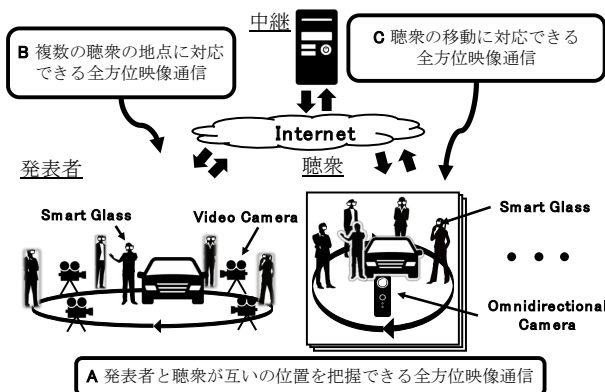 中継
B 複数の聴衆の地点に対応
できる全方位映像通信
C 聴衆の移動に対応できる
全方位映像通信
Internet
発表者
聴衆
Smart Glass
Video Camera
Smart Glass
• • •
Omnidirectional
Camera
A 発表者と聴衆が互いの位置を把握できる全方位映像通信